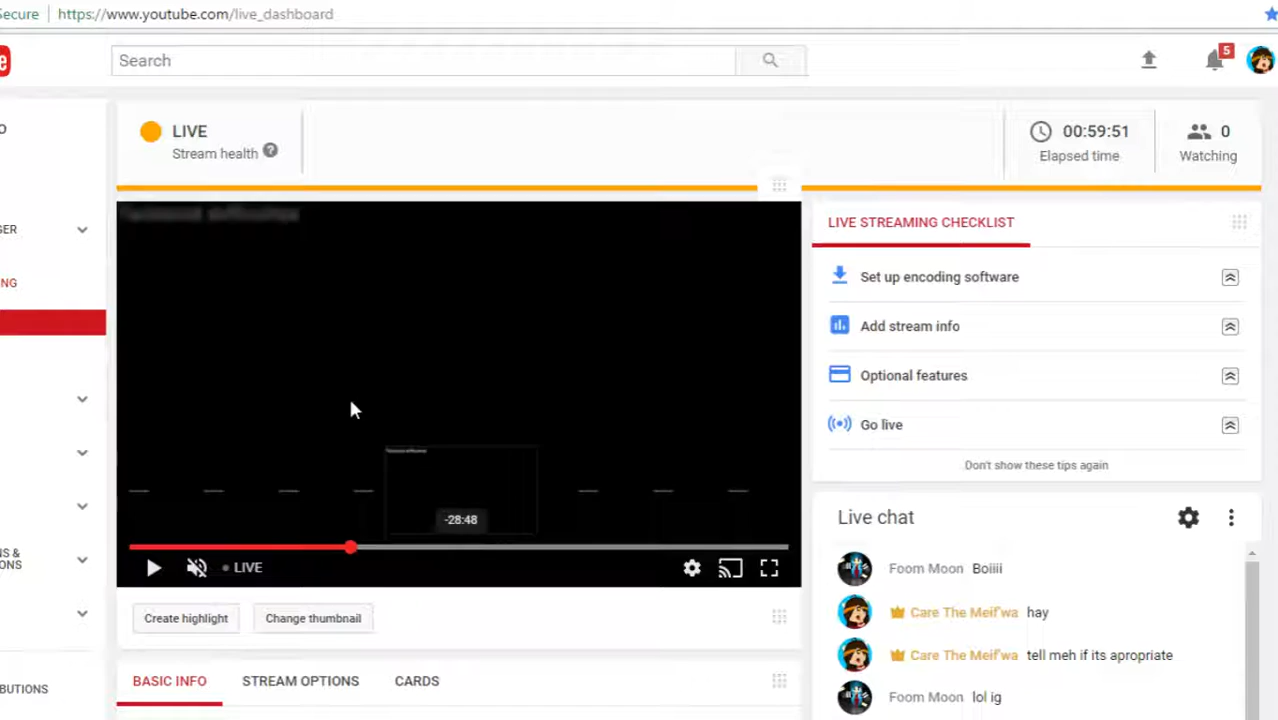 Secure https://www.youtube.com/live_dashboard
e
Search
5
O
GER
NG
NS &
ONS
BUTIONS
LIVE
Stream health ?
00:59:51
Elapsed time
0
Watching
-28:48
LIVE
Create highlight
Change thumbnail
BASIC INFO
STREAM OPTIONS
CARDS
LIVE STREAMING CHECKLIST
Set up encoding software
Add stream info
Optional features
Go live
Don't show these tips again
Live chat
Foom Moon Boiiii
Care The Meif'wa hay
Care The Meif'wa tell meh if its apropriate
Foom Moon lol ig